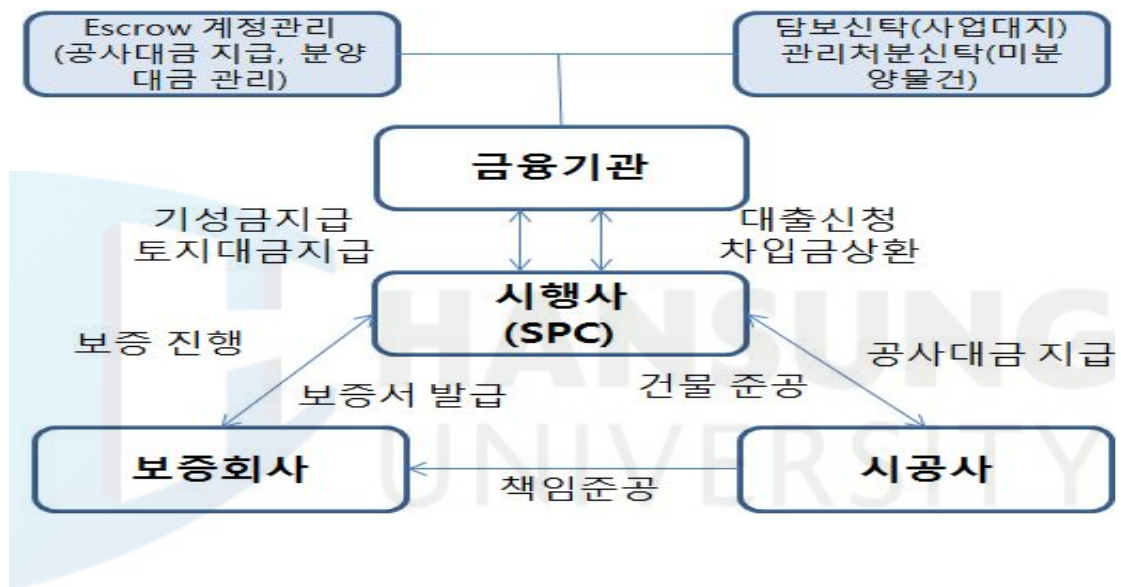 Escrow 계정관리
(공사대금 지급, 분양
대금 관리)
담보신탁(사업대지)
관리처분신탁(미분
양물건)
금융기관
기성금지급
토지대금지급
대출신청
차입금상환
시행사
(SPC)
보증 진행
보증서 발급
건물 준공
공사대금 지급
보증회사
책임준공
시공사
HANSUNG
UNIVERSITY